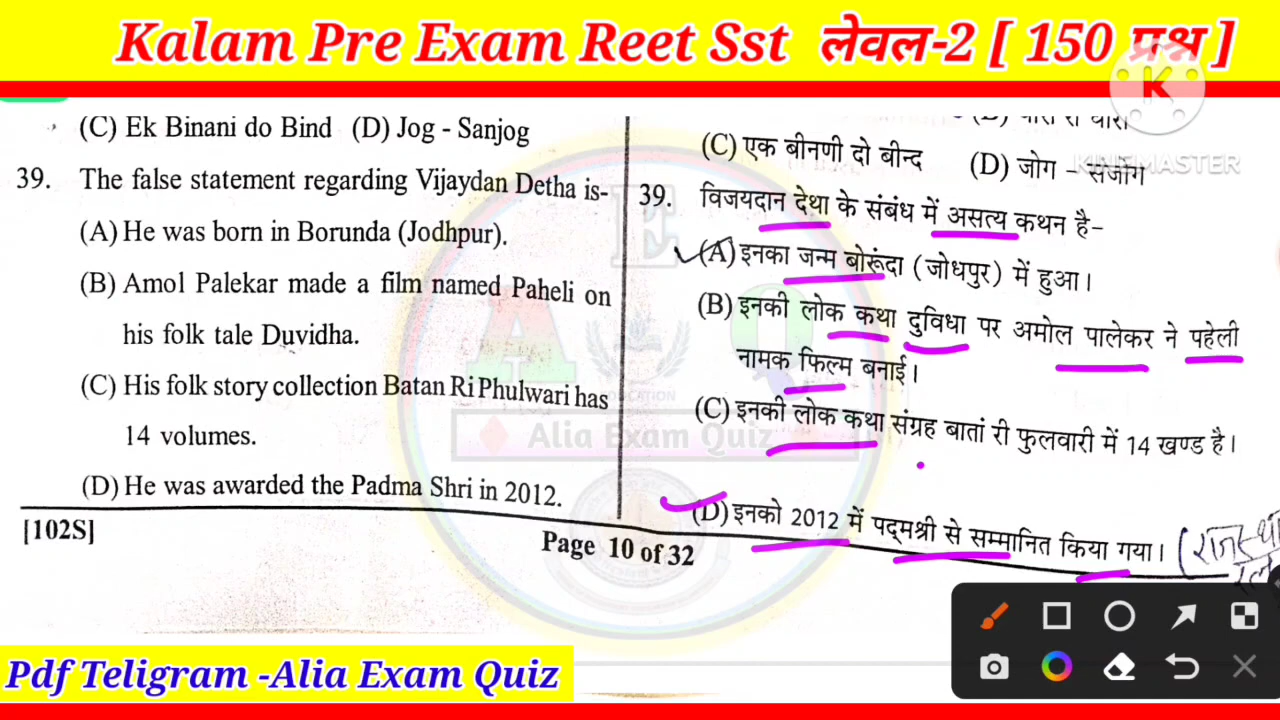 Kalam Pre Exam Reet Sst लेवल-2 [ 150 प्रश्न ]
K
KINEMASTER
(C) Ek Binani do Bind (D) Jog - Sanjog
39. The false statement regarding Vijaydan Detha is-
(A) He was born in Borunda (Jodhpur).
(B) Amol Palekar made a film named Paheli on
his folk tale Duvidha.
(C) His folk story collection Batan Ri Phulwari has
14 volumes.
(D) He was awarded the Padma Shri in 2012.
[102S]
Page 10 of 32
(C) एक बीनणी दो बीन्द (D) जोग - संजोग
39. विजयदान देथा के संबंध में असत्य कथन है-
(A) इनका जन्म बोरूंदा (जोधपुर) में हुआ।
(B) इनकी लोक कथा दुविधा पर अमोल पालेकर ने पहेली
नामक फिल्म बनाई।
(C) इनकी लोक कथा संग्रह बातां री फुलवारी में 14 खण्ड है।
(D) इनको 2012 में पद्मश्री से सम्मानित किया गया।
A E Q
EDUCATION
Alia Exam Quiz
Pdf Teligram -Alia Exam Quiz